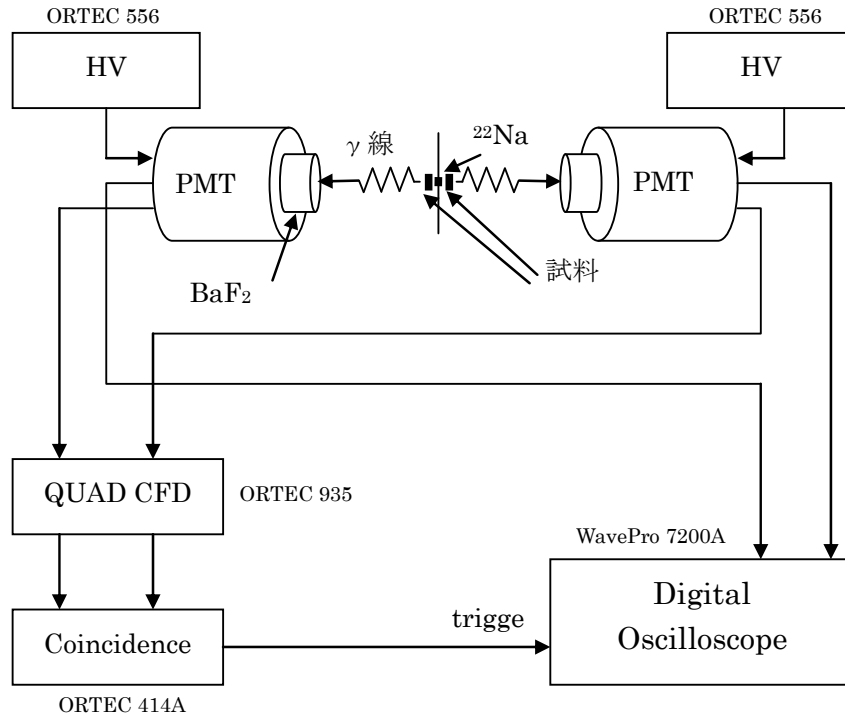 ORTEC 556
ORTEC 556
HV
HV
γ 線
²²Na
PMT
PMT
試料
BaF₂
QUAD CFD
ORTEC 935
WavePro 7200A
Digital
Oscilloscope
trigge
Coincidence
ORTEC 414A